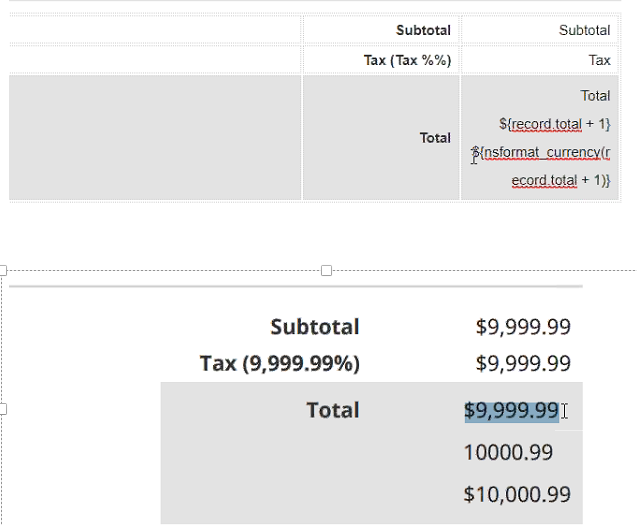 Subtotal Subtotal
Tax (Tax %%) Tax
Total
${record.total + 1}
Total
${nsformat_currency(r
ecord.total + 1)}
Subtotal $9,999.99
Tax (9,999.99%) $9,999.99
Total $9,999.99
10000.99
$10,000.99